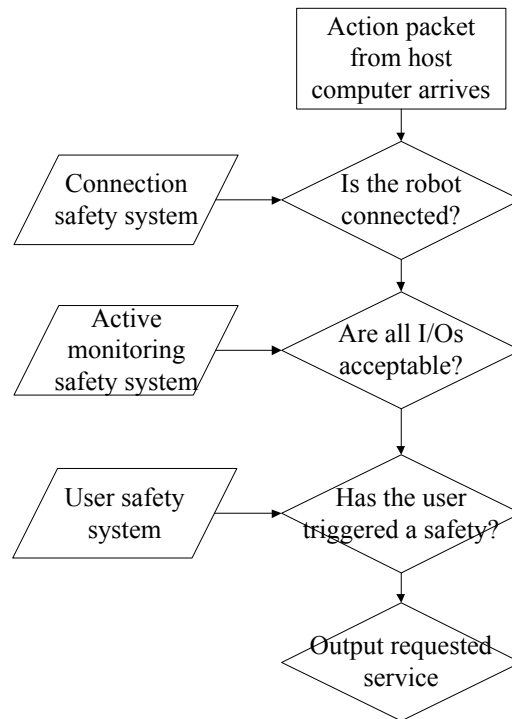 Action packet
from host
computer arrives
Connection
safety system
Is the robot
connected?
Active
monitoring
safety system
Are all I/Os
acceptable?
User safety
system
Has the user
triggered a safety?
Output requested
service